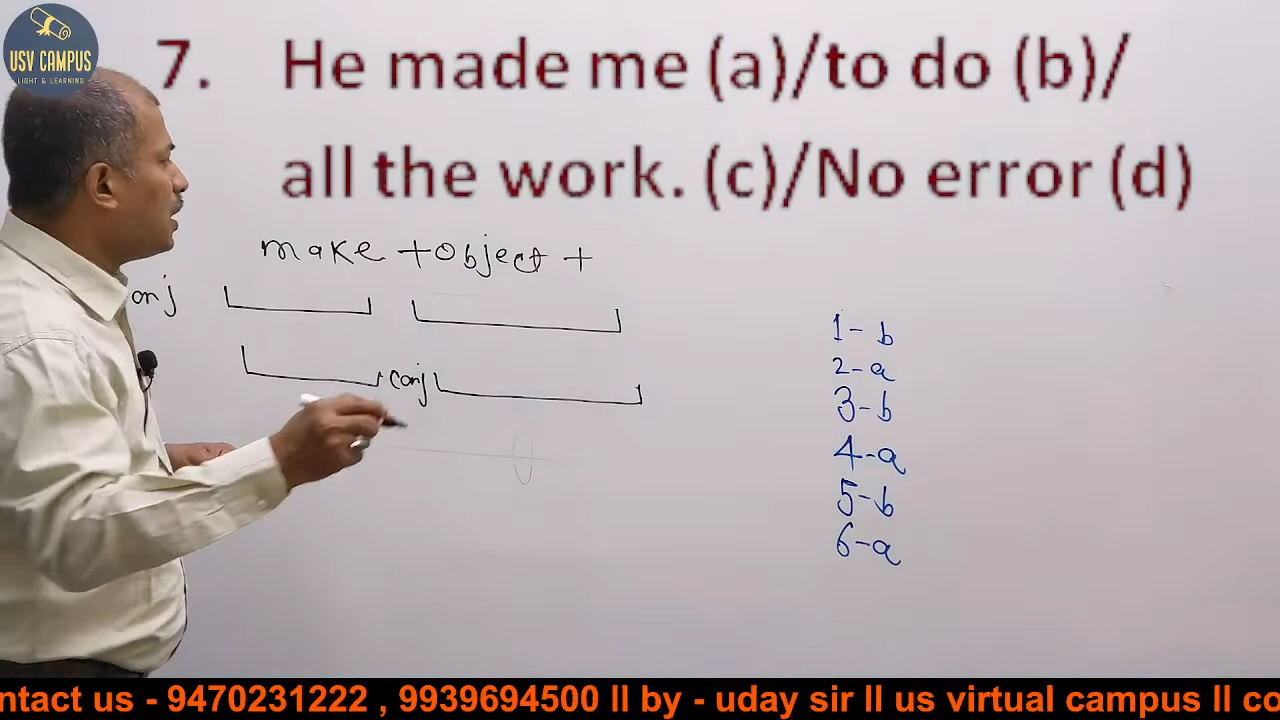 USV CAMPUS
LIGHT & LEARNING
7. He made me (a)/to do (b)/
all the work. (c)/No error (d)
make + object +
onj
conj
1- b
2- a
3- b
4- a
5- b
6- a
ntact us - 9470231222 , 9939694500 ll by - uday sir ll us virtual campus ll co